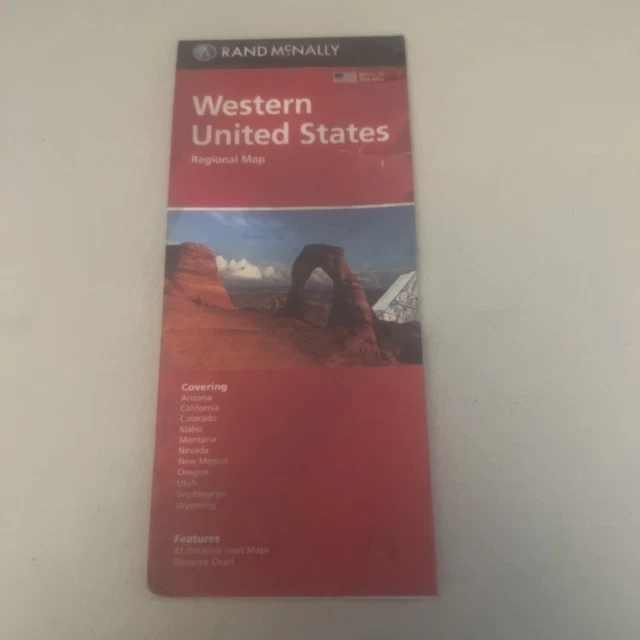 RAND McNALLY
Western
United States
Regional Map
Covering
Arizona
California
Colorado
Idaho
Montana
Nevada
New Mexico
Oregon
Utah
Washington
Wyoming
Features
47 Detailed Inset Maps
Distance Chart